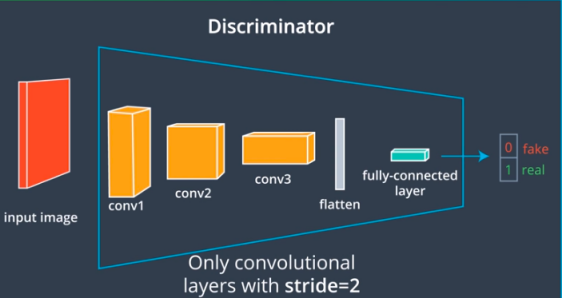 Discriminator
input image
conv1
conv2
conv3
flatten
fully-connected
layer
0 fake
1 real
Only convolutional
layers with stride=2